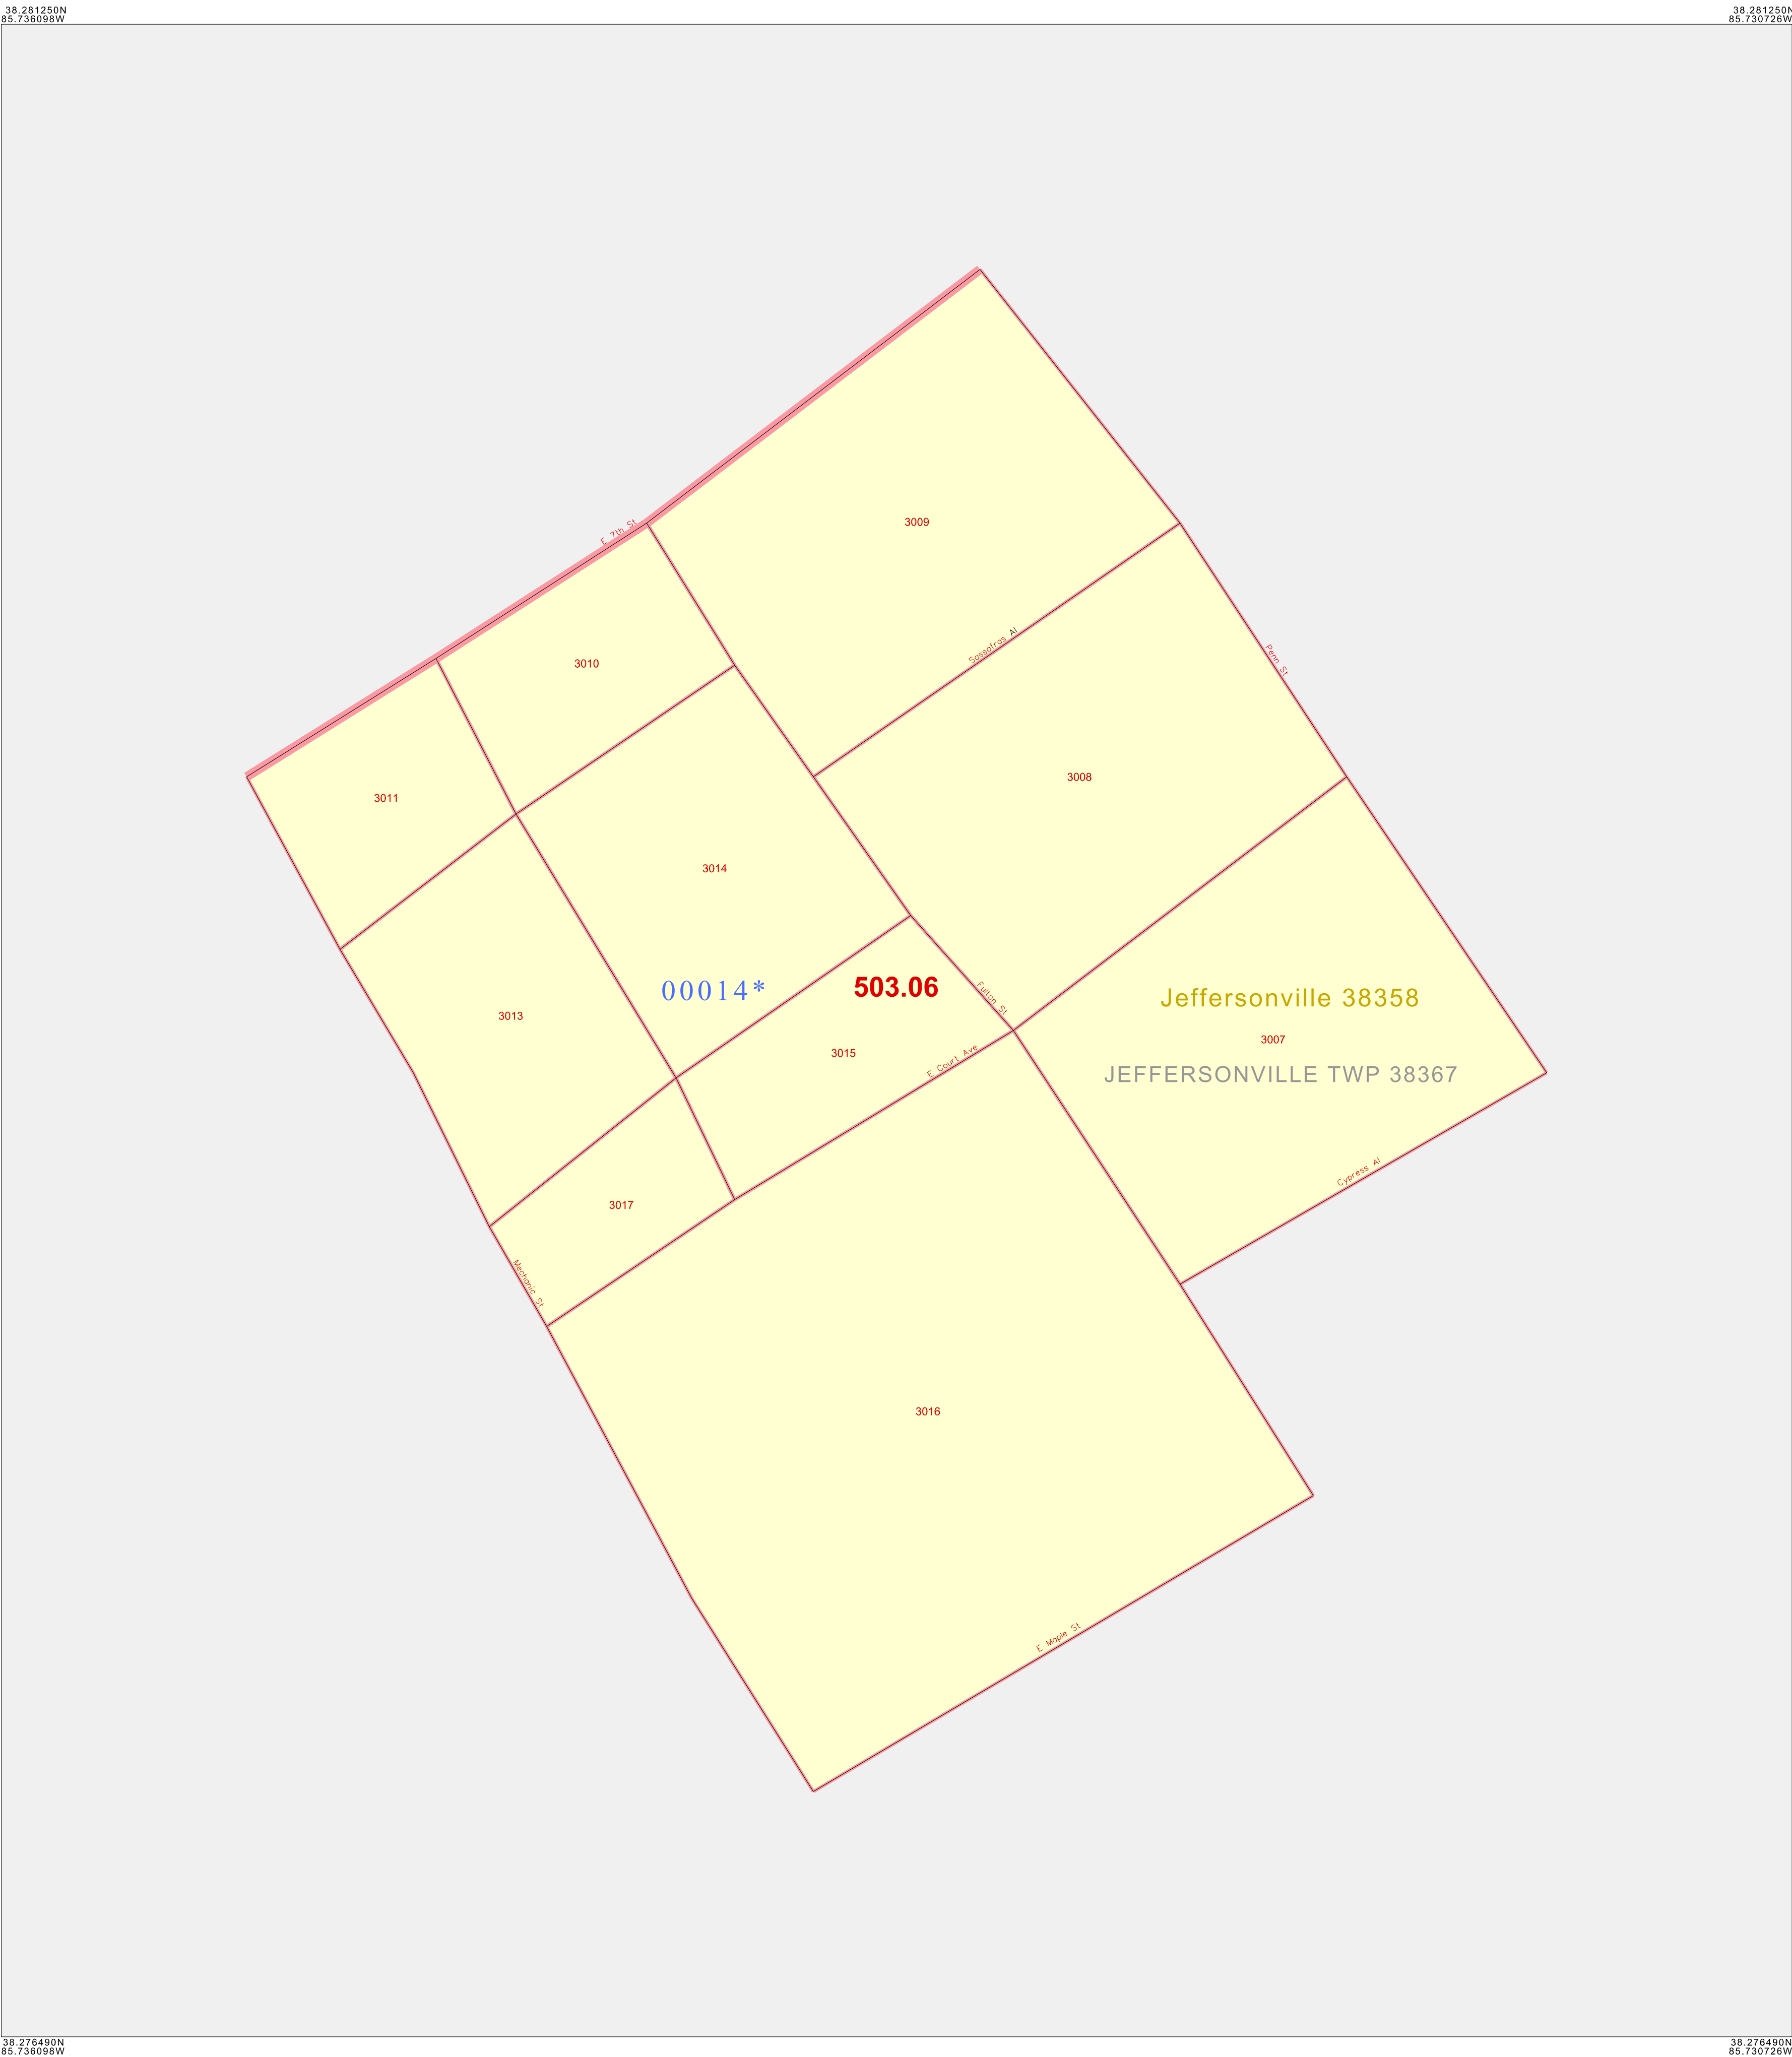 38.281250N
85.736098W
38.281250N
85.730726W
E 7th St
3009
Sassafras Al
Penn St
3010
3008
3011
3014
00014*
503.06
Fulton St
Jeffersonville 38358
3013
3007
3015
E Court Ave
JEFFERSONVILLE TWP 38367
Cypress Al
3017
Mechanic St
3016
E Maple St
38.276490N
85.736098W
38.276490N
85.730726W